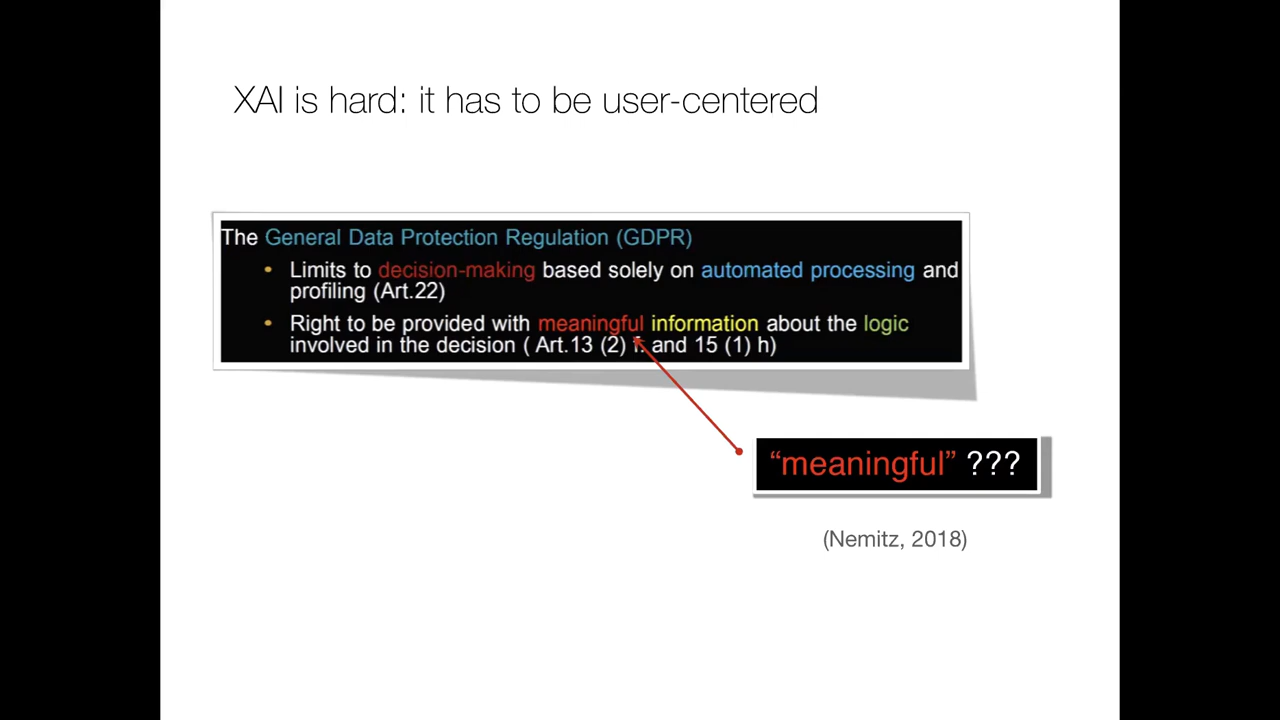 XAI is hard: it has to be user-centered
The General Data Protection Regulation (GDPR)
• Limits to decision-making based solely on automated processing and
profiling (Art.22)
• Right to be provided with meaningful information about the logic
involved in the decision ( Art.13 (2) f. and 15 (1) h)
“meaningful” ???
(Nemitz, 2018)